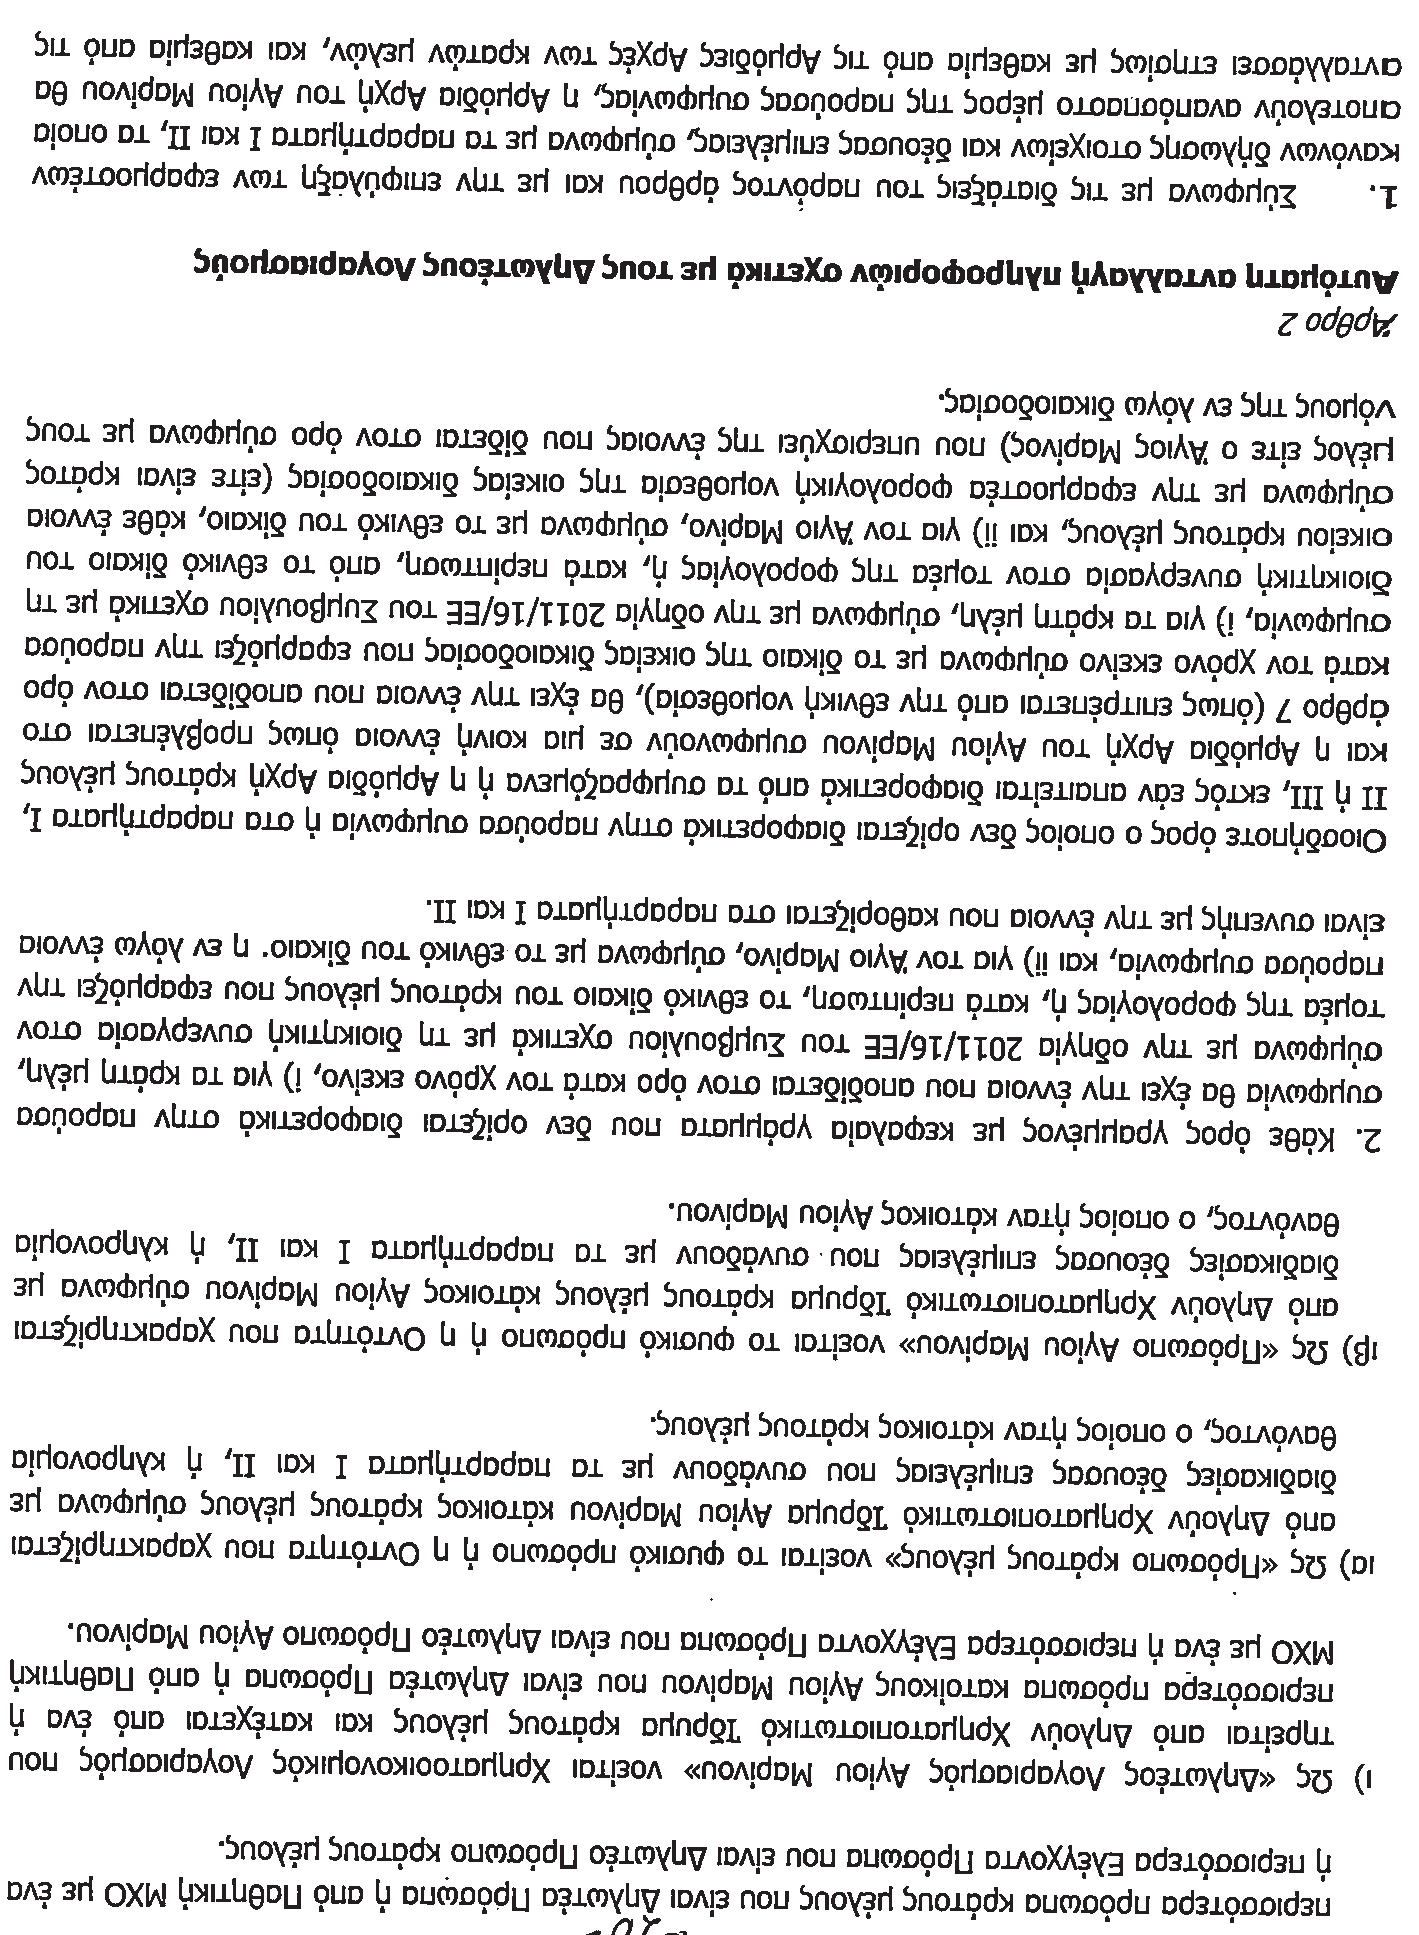 περισσότερα πρόσωπα κράτους μέλους που είναι Δηλωτέα Πρόσωπα ή από Παθητική ΜΧΟ με ένα
ή περισσότερα Ελέγχοντα Πρόσωπα που είναι Δηλωτέο Πρόσωπο κράτους μέλους.
ι) Ως «Δηλωτέος Λογαριασμός Αγίου Μαρίνου» νοείται Χρηματοοικονομικός Λογαριασμός που
τηρείται από Δηλούν Χρηματοπιστωτικό Ίδρυμα κράτους μέλους και κατέχεται από ένα ή
περισσότερα πρόσωπα κατοίκους Αγίου Μαρίνου που είναι Δηλωτέα Πρόσωπα ή από Παθητική
ΜΧΟ με ένα ή περισσότερα Ελέγχοντα Πρόσωπα που είναι Δηλωτέο Πρόσωπο Αγίου Μαρίνου.
ια) Ως «Πρόσωπο κράτους μέλους» νοείται το φυσικό πρόσωπο ή η Οντότητα που χαρακτηρίζεται
από Δηλούν Χρηματοπιστωτικό Ίδρυμα Αγίου Μαρίνου κάτοικος κράτους μέλους σύμφωνα με
διαδικασίες δέουσας επιμέλειας που συνάδουν με τα παραρτήματα I και II, ή κληρονομία
θανόντος, ο οποίος ήταν κάτοικος κράτους μέλους.
ιβ) Ως «Πρόσωπο Αγίου Μαρίνου» νοείται το φυσικό πρόσωπο ή η Οντότητα που χαρακτηρίζεται
από Δηλούν Χρηματοπιστωτικό Ίδρυμα κράτους μέλους κάτοικος Αγίου Μαρίνου σύμφωνα με
διαδικασίες δέουσας επιμέλειας που συνάδουν με τα παραρτήματα I και II, ή κληρονομία
θανόντος, ο οποίος ήταν κάτοικος Αγίου Μαρίνου.
2. Κάθε όρος γραμμένος με κεφαλαία γράμματα που δεν ορίζεται διαφορετικά στην παρούσα
συμφωνία θα έχει την έννοια που αποδίδεται στον όρο κατά τον χρόνο εκείνο, i) για τα κράτη μέλη,
σύμφωνα με την οδηγία 2011/16/ΕΕ του Συμβουλίου σχετικά με τη διοικητική συνεργασία στον
τομέα της φορολογίας ή, κατά περίπτωση, το εθνικό δίκαιο του κράτους μέλους που εφαρμόζει την
παρούσα συμφωνία, και ii) για τον Άγιο Μαρίνο, σύμφωνα με το εθνικό του δίκαιο. η εν λόγω έννοια
είναι συνεπής με την έννοια που καθορίζεται στα παραρτήματα I και II.
Οιοσδήποτε όρος ο οποίος δεν ορίζεται διαφορετικά στην παρούσα συμφωνία ή στα παραρτήματα I,
II ή III, εκτός εάν απαιτείται διαφορετικά από τα συμφραζόμενα ή η Αρμόδια Αρχή κράτους μέλους
και η Αρμόδια Αρχή του Αγίου Μαρίνου συμφωνούν σε μια κοινή έννοια όπως προβλέπεται στο
άρθρο 7 (όπως επιτρέπεται από την εθνική νομοθεσία), θα έχει την έννοια που αποδίδεται στον όρο
κατά τον χρόνο εκείνο σύμφωνα με το δίκαιο της οικείας δικαιοδοσίας που εφαρμόζει την παρούσα
συμφωνία, i) για τα κράτη μέλη, σύμφωνα με την οδηγία 2011/16/ΕΕ του Συμβουλίου σχετικά με τη
διοικητική συνεργασία στον τομέα της φορολογίας ή, κατά περίπτωση, από το εθνικό δίκαιο του
οικείου κράτους μέλους, και ii) για τον Άγιο Μαρίνο, σύμφωνα με το εθνικό του δίκαιο, κάθε έννοια
σύμφωνα με την εφαρμοστέα φορολογική νομοθεσία της οικείας δικαιοδοσίας (είτε είναι κράτος
μέλος είτε ο Άγιος Μαρίνος) που υπερισχύει της έννοιας που δίδεται στον όρο σύμφωνα με τους
νόμους της εν λόγω δικαιοδοσίας.
Άρθρο 2
Αυτόματη ανταλλαγή πληροφοριών σχετικά με τους Δηλωτέους Λογαριασμούς
1. Σύμφωνα με τις διατάξεις του παρόντος άρθρου και με την επιφύλαξη των εφαρμοστέων
κανόνων δήλωσης στοιχείων και δέουσας επιμέλειας, σύμφωνα με τα παραρτήματα I και II, τα οποία
αποτελούν αναπόσπαστο μέρος της παρούσας συμφωνίας, η Αρμόδια Αρχή του Αγίου Μαρίνου θα
ανταλλάσσει ετησίως με καθεμία από τις Αρμόδιες Αρχές των κρατών μελών, και καθεμία από τις